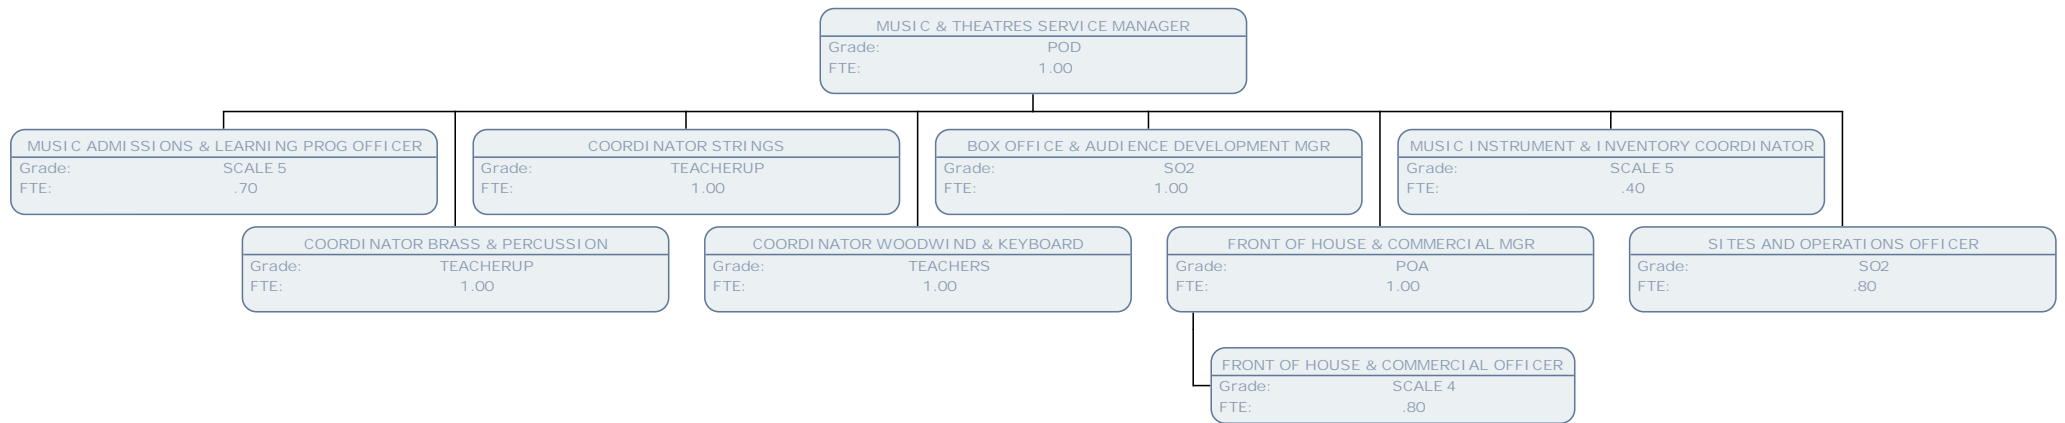 MUSIC & THEATRES SERVICE MANAGER
Grade: POD
FTE: 1.00
MUSIC ADMISSIONS & LEARNING PROG OFFICER
Grade: SCALE 5
FTE: .70
COORDINATOR STRINGS
Grade: TEACHERUP
FTE: 1.00
BOX OFFICE & AUDIENCE DEVELOPMENT MGR
Grade: SO2
FTE: 1.00
MUSIC INSTRUMENT & INVENTORY COORDINATOR
Grade: SCALE 5
FTE: .40
COORDINATOR BRASS & PERCUSSION
Grade: TEACHERUP
FTE: 1.00
COORDINATOR WOODWIND & KEYBOARD
Grade: TEACHERS
FTE: 1.00
FRONT OF HOUSE & COMMERCIAL MGR
Grade: POA
FTE: 1.00
SITES AND OPERATIONS OFFICER
Grade: SO2
FTE: .80
FRONT OF HOUSE & COMMERCIAL OFFICER
Grade: SCALE 4
FTE: .80